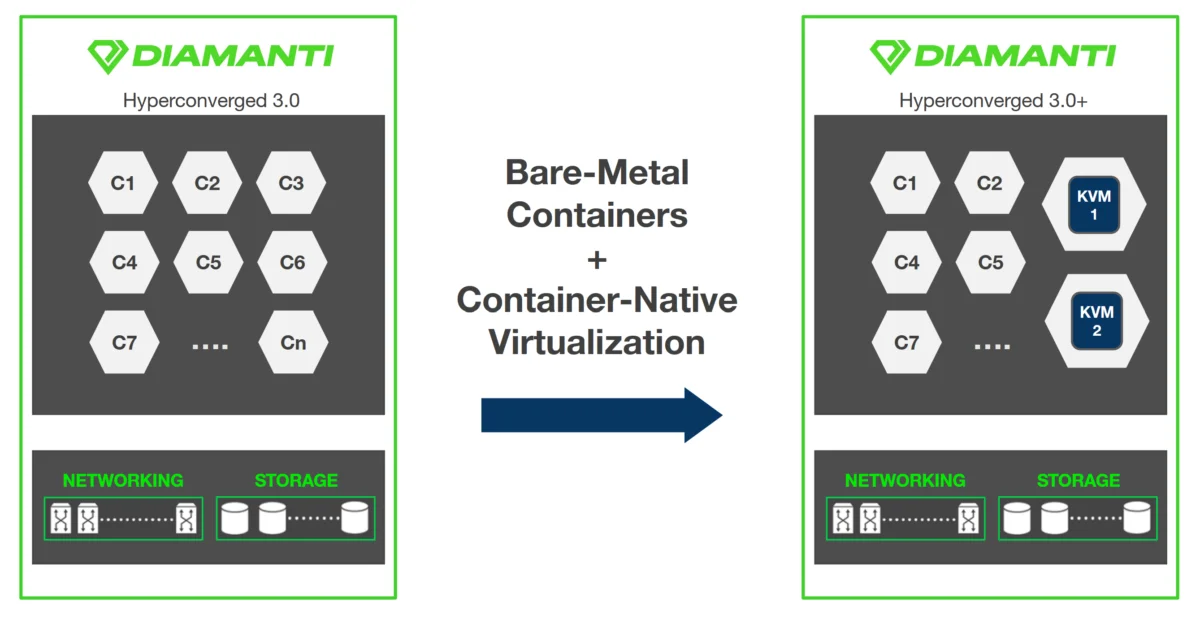 DIAMANTI
Hyperconverged 3.0
C1 C2 C3
C4 C5 C6
C7 .... Cn
NETWORKING STORAGE
Bare-Metal
Containers
+
Container-Native
Virtualization
DIAMANTI
Hyperconverged 3.0+
C1 C2
KVM
1
C4 C5
KVM
2
C7 ....
NETWORKING STORAGE